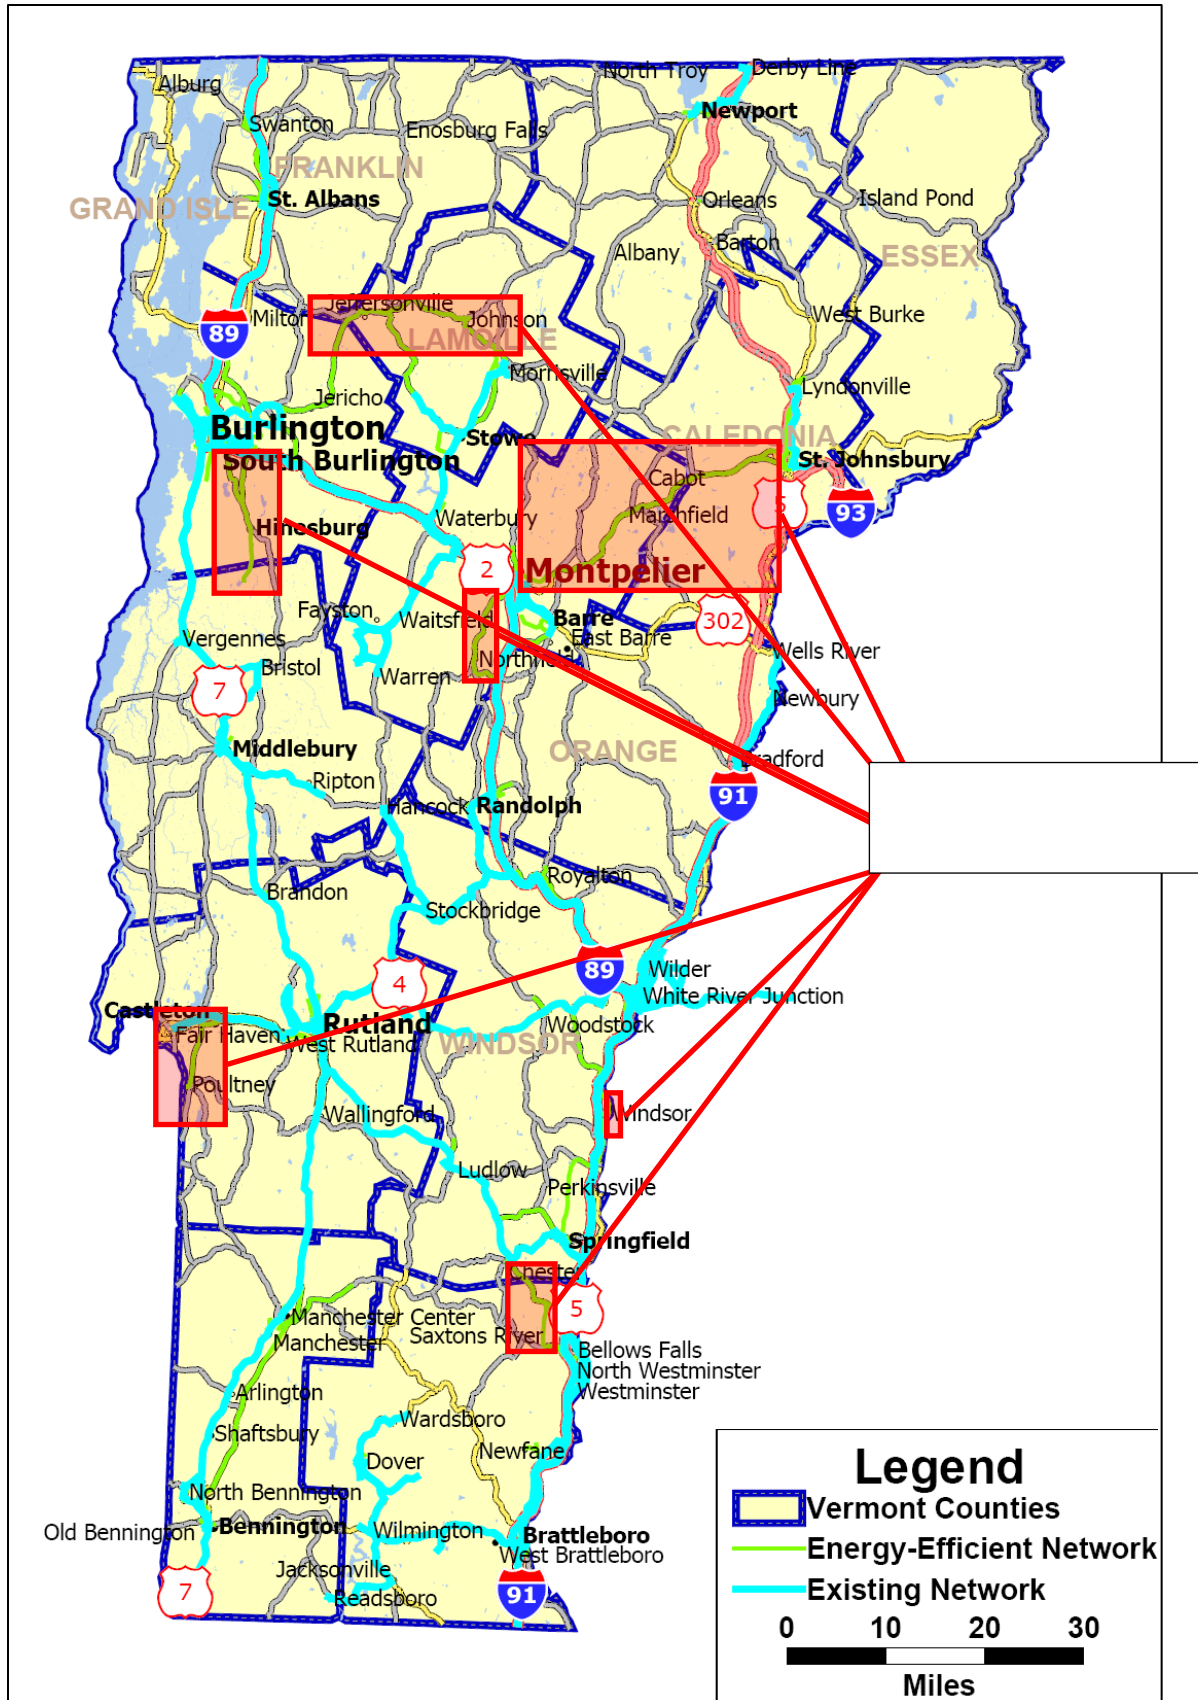 North Troy
Derby Line
Alburg
Newport
Swanton
Enosburg Falls
FRANKLIN
St. Albans
GRAND ISLE
Orleans
Island Pond
Barton
Albany
ESSEX
Jeffersonville
Milton
Johnson
West Burke
89
LAMOILLE
Morrisville
Lyndonville
Jericho
Burlington
Stowe
CALEDONIA
South Burlington
St. Johnsbury
Cabot
5
93
Waterbury
Marshfield
Hinesburg
2
Montpelier
Fayston
Waitsfield
Barre
302
Vergennes
East Barre
Wells River
Bristol
Northfield
Warren
7
Newbury
Middlebury
ORANGE
Bradford
Ripton
91
Hancock
Randolph
Brandon
Royalton
Stockbridge
89
Wilder
4
White River Junction
Castleton
Rutland
Woodstock
Fair Haven
West Rutland
WINDSOR
Poultney
Wallingford
Windsor
Ludlow
Perkinsville
Springfield
Chester
5
Manchester Center
Saxtons River
Manchester
Bellows Falls
North Westminster
Westminster
Arlington
Wardsboro
Shaftsbury
Newfane
Dover
North Bennington
Old Bennington
Bennington
Wilmington
Brattleboro
West Brattleboro
Jacksonville
7
Readsboro
91
Legend
Vermont Counties
Energy-Efficient Network
Existing Network
0 10 20 30
Miles